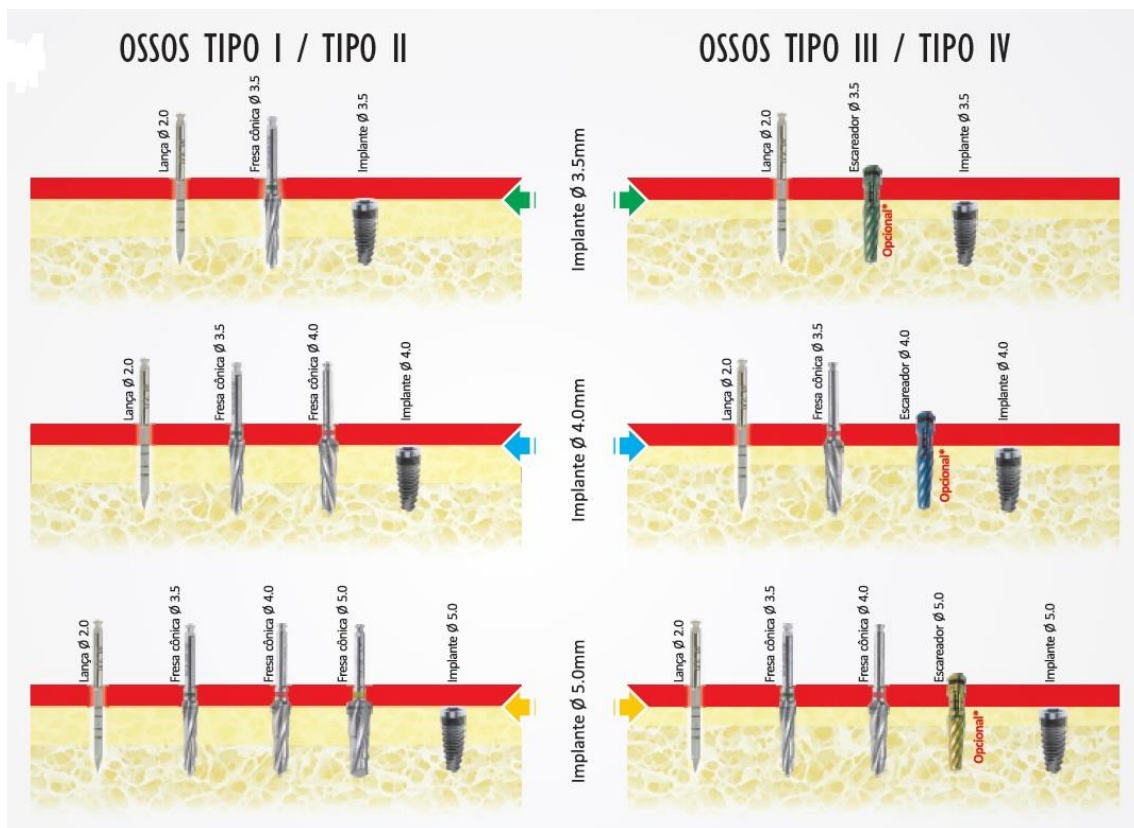 OSSOS TIPO I / TIPO II
OSSOS TIPO III / TIPO IV
Lança Ø 2.0
Fresa cônica Ø 3.5
Implante Ø 3.5
Implante Ø 3.5mm
Lança Ø 2.0
Escareador Ø 3.5
Opcional*
Implante Ø 3.5
Lança Ø 2.0
Fresa cônica Ø 3.5
Fresa cônica Ø 4.0
Implante Ø 4.0
Implante Ø 4.0mm
Lança Ø 2.0
Fresa cônica Ø 3.5
Escareador Ø 4.0
Opcional*
Implante Ø 4.0
Lança Ø 2.0
Fresa cônica Ø 3.5
Fresa cônica Ø 4.0
Fresa cônica Ø 5.0
Implante Ø 5.0
Implante Ø 5.0mm
Lança Ø 2.0
Fresa cônica Ø 3.5
Fresa cônica Ø 4.0
Escareador Ø 5.0
Opcional*
Implante Ø 5.0